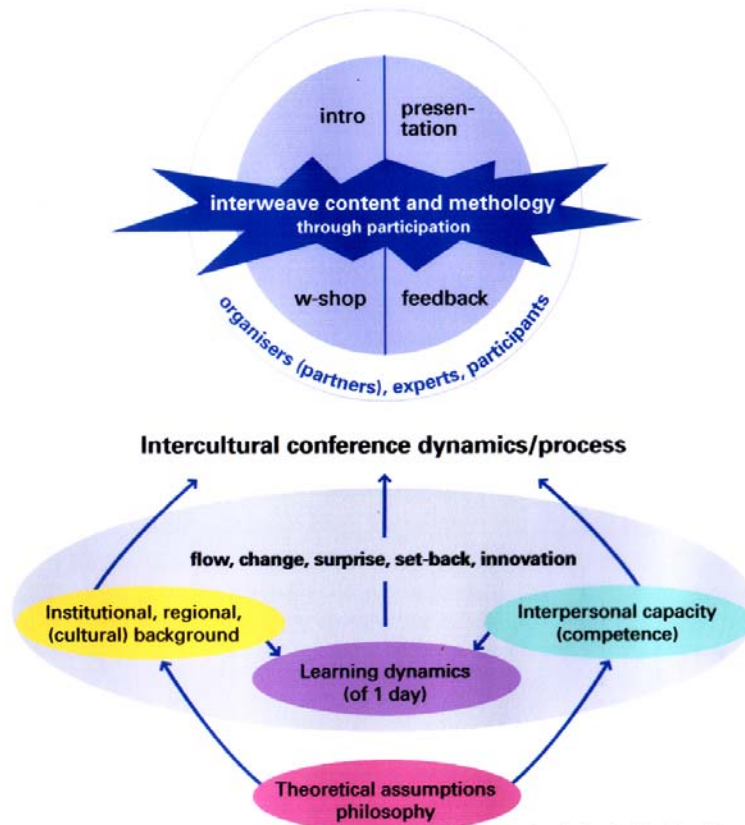 intro
presen-
tation
interweave content and methology
through participation
w-shop
feedback
organisers (partners), experts, participants
Intercultural conference dynamics/process
flow, change, surprise, set-back, innovation
Institutional, regional,
(cultural) background
Interpersonal capacity
(competence)
Learning dynamics
(of 1 day)
Theoretical assumptions
philosophy